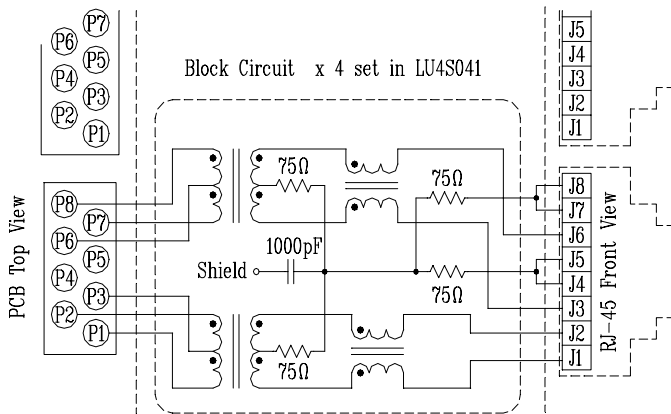 P7
P6
P5
P4
P3
P2
P1
Block Circuit x 4 set in LU4S041
J5
J4
J3
J2
J1
PCB Top View
P8
P7
P6
P5
P4
P3
P2
P1
75Ω
75Ω
1000pF
Shield
75Ω
75Ω
J8
J7
J6
J5
J4
J3
J2
J1
RJ-45 Front View